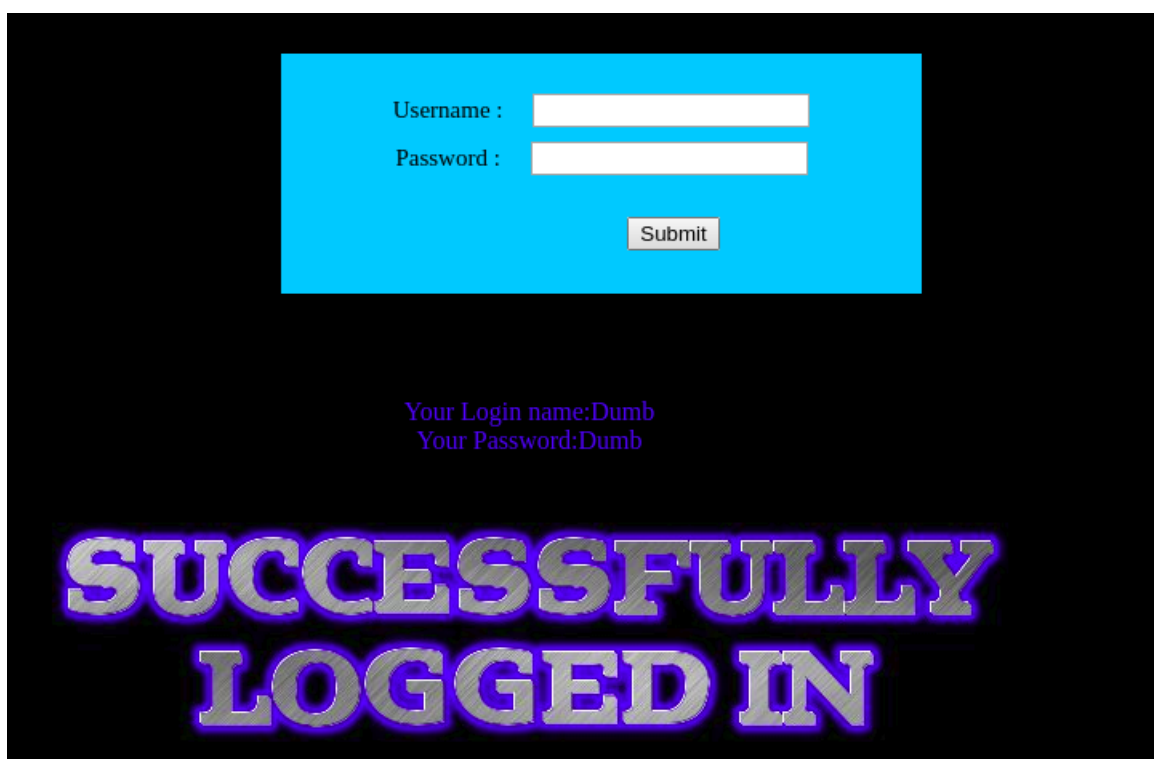 Username :
Password :
Submit
Your Login name:Dumb
Your Password:Dumb
SUCCESSFULLY
LOGGED IN